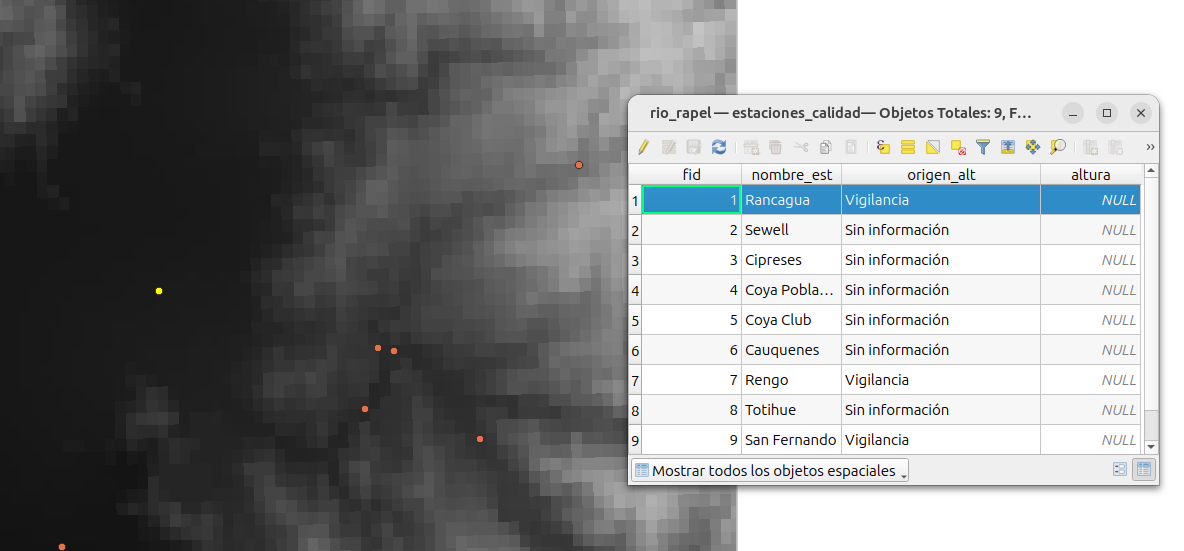 rio_rapel — estaciones_calidad— Objetos Totales: 9, F…
fid nombre_est origen_alt altura
1 1 Rancagua Vigilancia NULL
2 2 Sewell Sin información NULL
3 3 Cipreses Sin información NULL
4 4 Coya Pobla… Sin información NULL
5 5 Coya Club Sin información NULL
6 6 Cauquenes Sin información NULL
7 7 Rengo Vigilancia NULL
8 8 Totihue Sin información NULL
9 9 San Fernando Vigilancia NULL
Mostrar todos los objetos espaciales